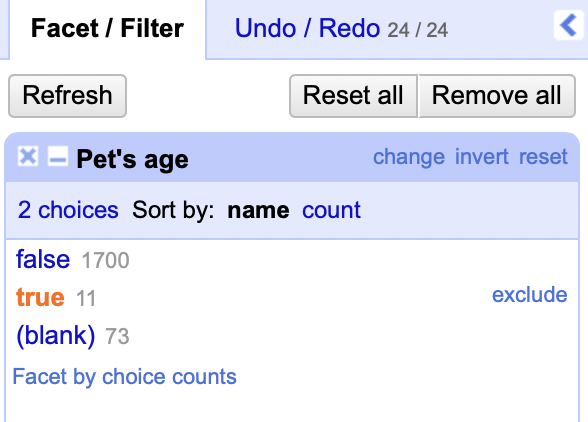 Facet / Filter Undo / Redo 24 / 24
Refresh Reset all Remove all
Pet's age change invert reset
2 choices Sort by: name count
false 1700
true 11 exclude
(blank) 73
Facet by choice counts